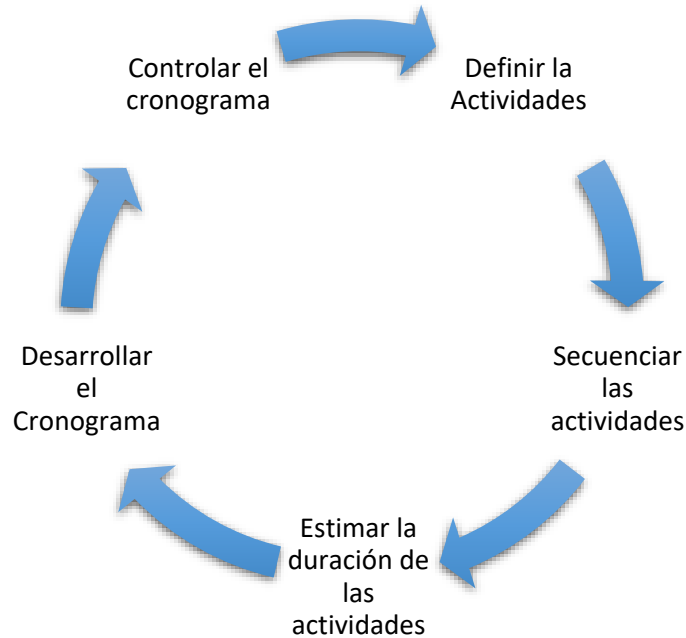 Controlar el
cronograma
Definir la
Actividades
Secuenciar
las
actividades
Estimar la
duración de
las
actividades
Desarrollar
el
Cronograma